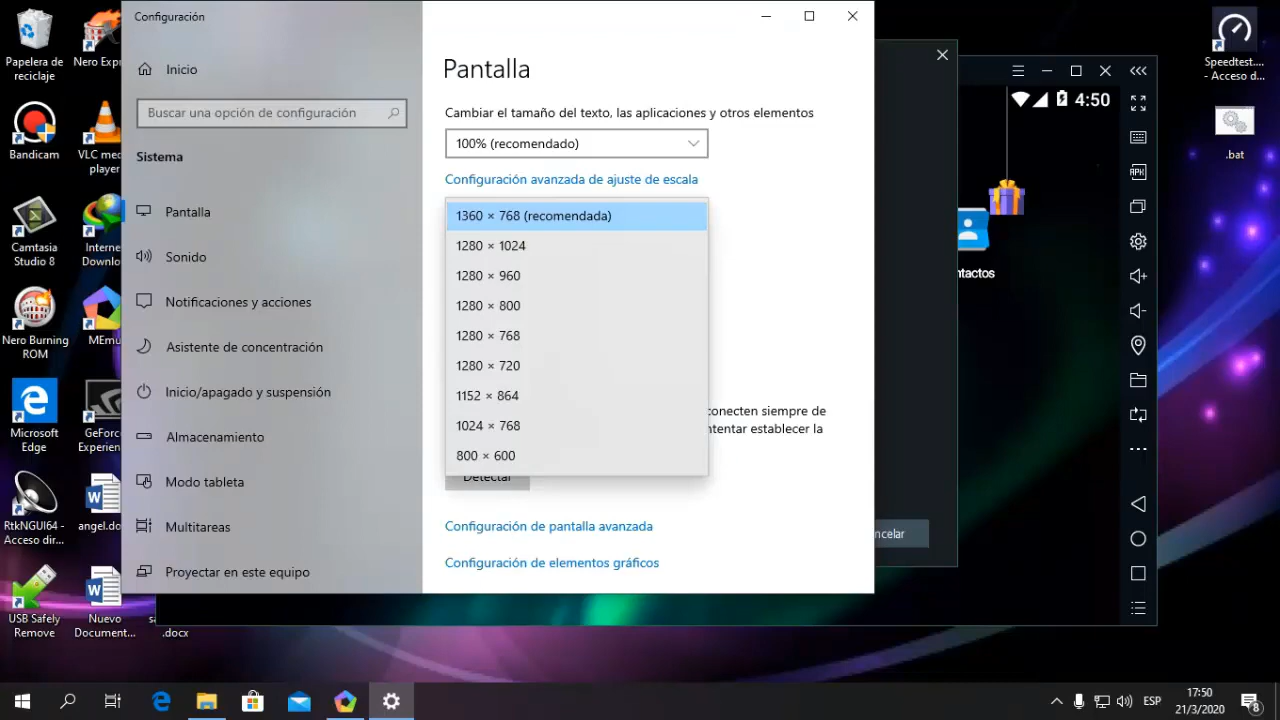 Papelera de
reciclaje
Nero Expr
Bandicam
VLC med
player
Camtasia
Studio 8
Interne
Downlo
Nero Burning
ROM
MEmu
Microsoft
Edge
GeForc
Experien
RtkNGUI64 -
Acceso dir...
angel.do
USB Safely
Remove
Nuevo
Document...
.docx
Configuración
Inicio
Buscar una opción de configuración
Sistema
Pantalla
Sonido
Notificaciones y acciones
Asistente de concentración
Inicio/apagado y suspensión
Almacenamiento
Modo tableta
Multitareas
Proyectar en este equipo
Pantalla
Cambiar el tamaño del texto, las aplicaciones y otros elementos
100% (recomendado)
Configuración avanzada de ajuste de escala
1360 × 768 (recomendada)
1280 × 1024
1280 × 960
1280 × 800
1280 × 768
1280 × 720
1152 × 864
1024 × 768
800 × 600
conecten siempre de
ntentar establecer la
Detectar
Configuración de pantalla avanzada
Configuración de elementos gráficos
ncelar
4:50
ntactos
APK
Speedtest....
- Acceso d...
.bat
ESP
17:50
21/3/2020
8